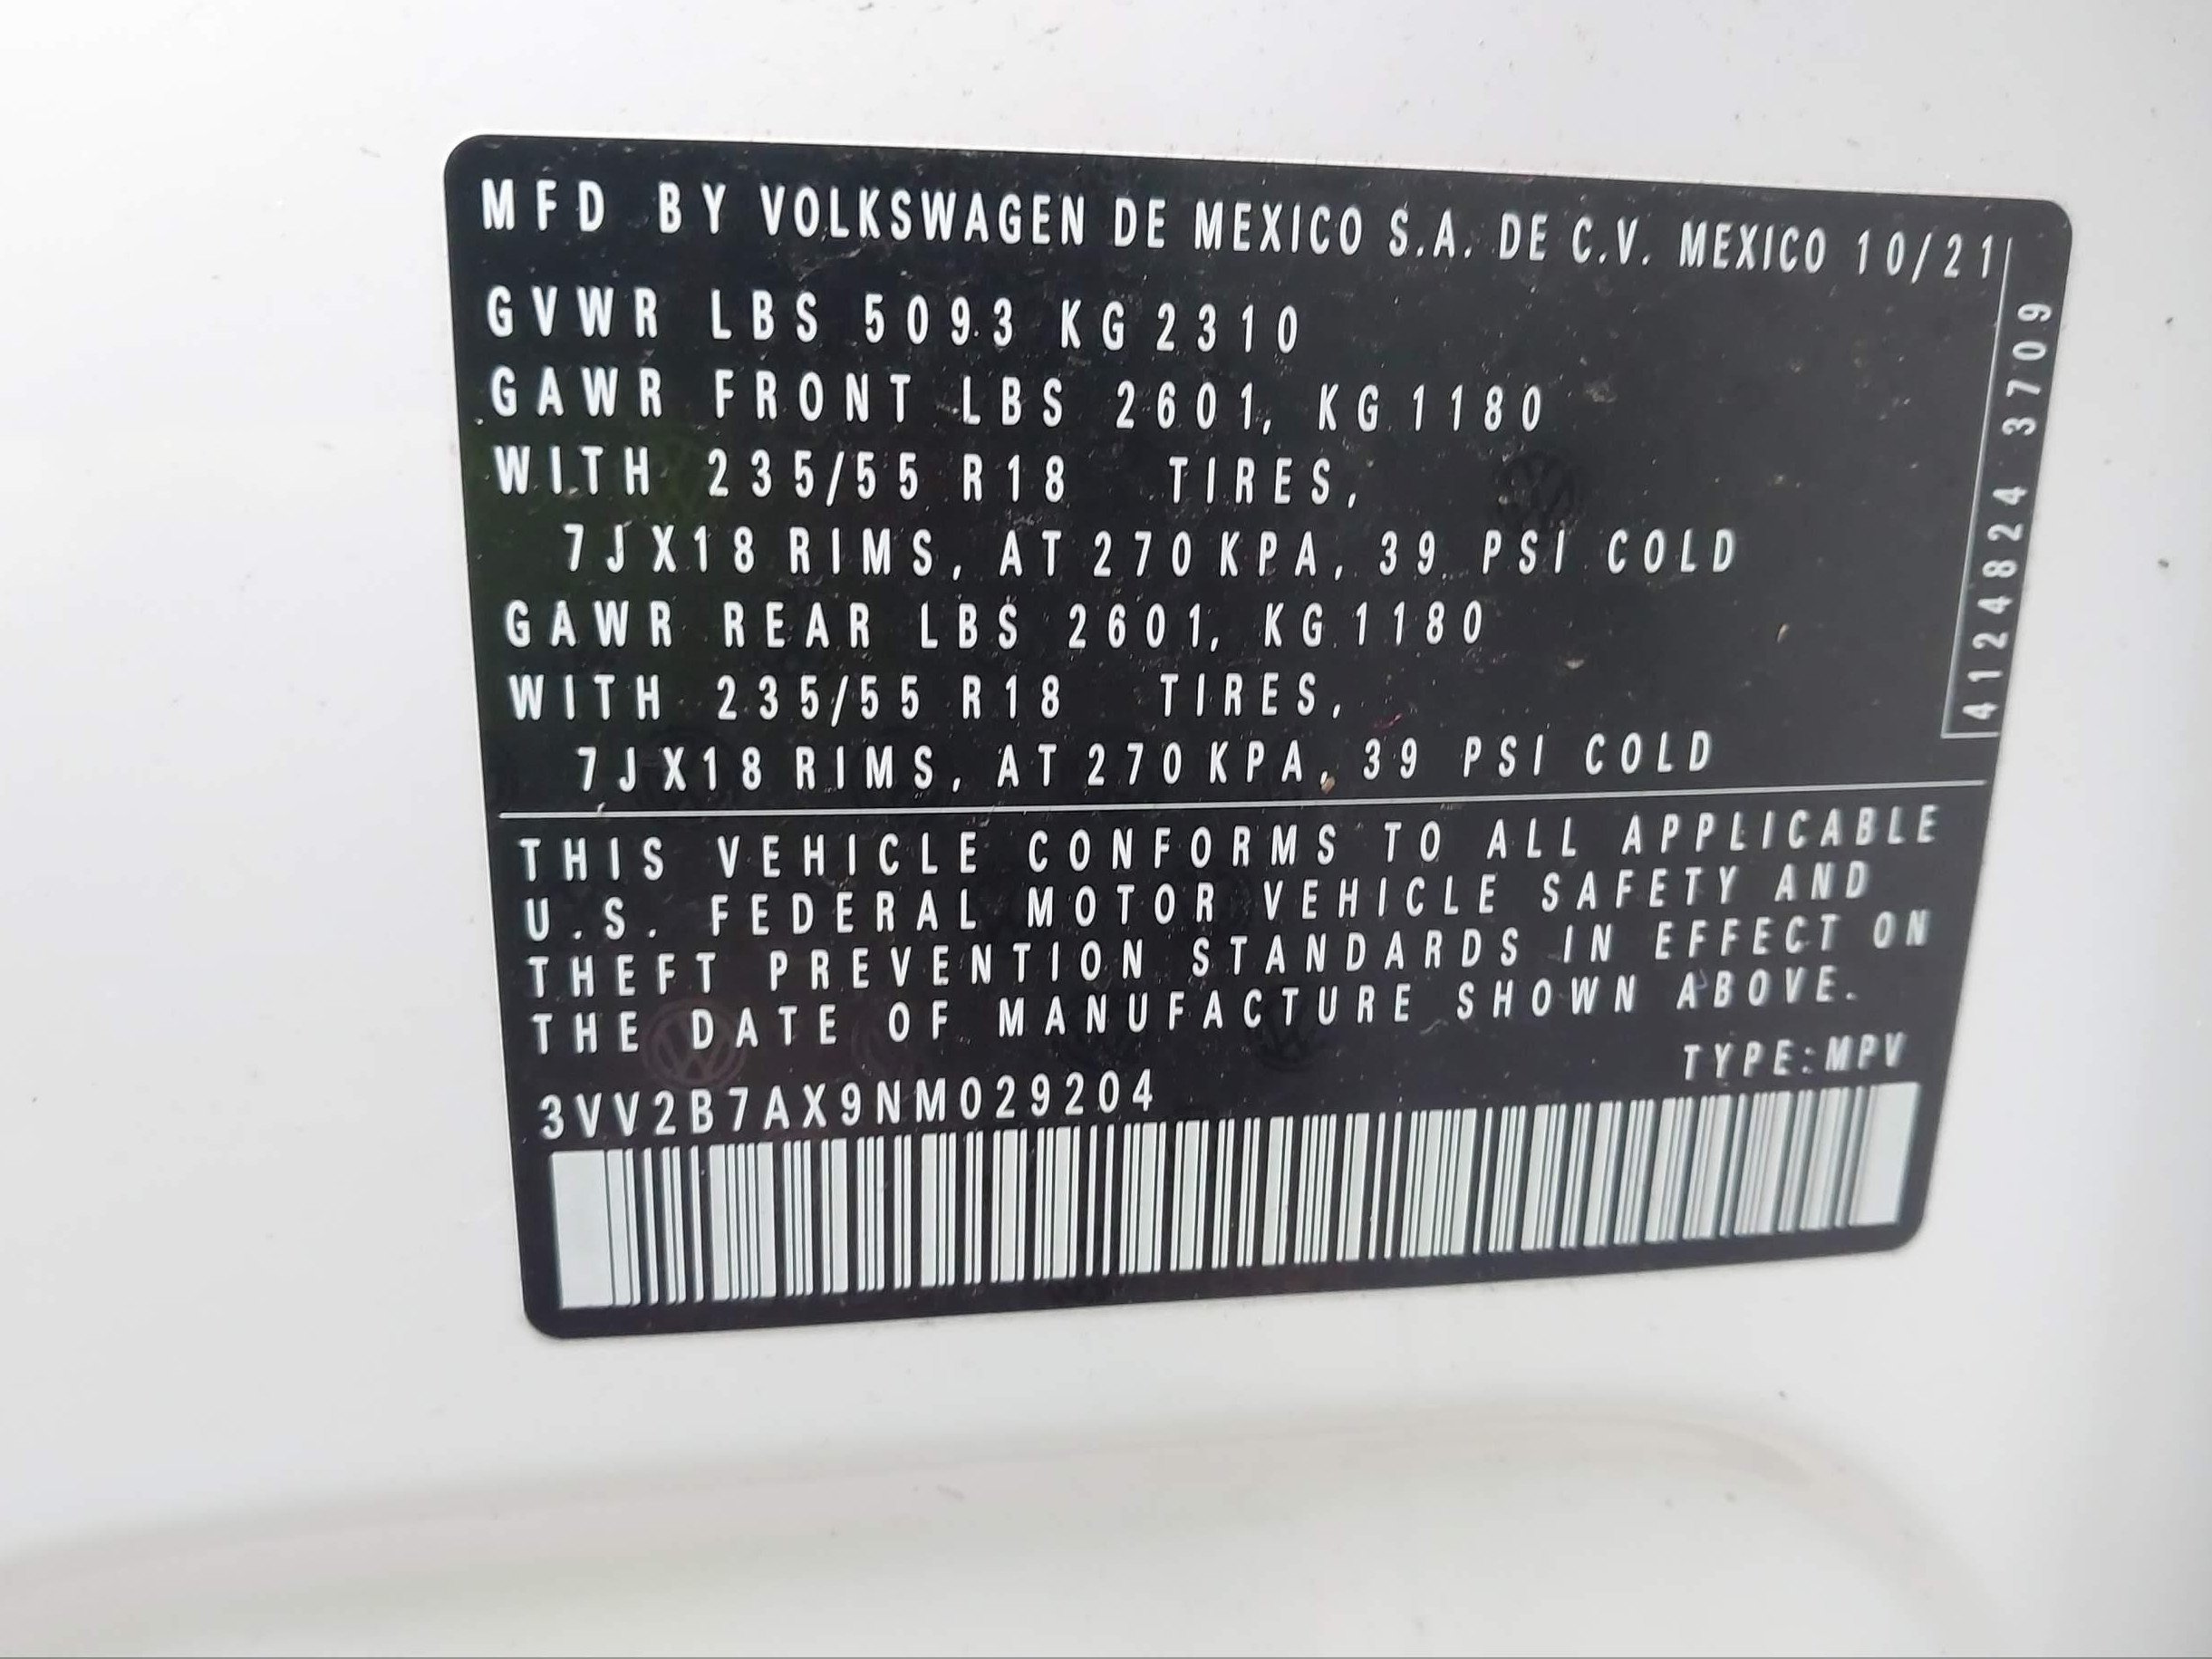 MFD BY VOLKSWAGEN DE MEXICO S.A. DE C.V. MEXICO 10/21
GVWR LBS 5093 KG 2310
GAWR FRONT LBS 2601, KG 1180
WITH 235/55 R18 TIRES,
7JX18 RIMS, AT 270 KPA, 39 PSI COLD
GAWR REAR LBS 2601, KG 1180
WITH 235/55 R18 TIRES,
7JX18 RIMS, AT 270 KPA, 39 PSI COLD
4124824 3709
THIS VEHICLE CONFORMS TO ALL APPLICABLE
U.S. FEDERAL MOTOR VEHICLE SAFETY AND
THEFT PREVENTION STANDARDS IN EFFECT ON
THE DATE OF MANUFACTURE SHOWN ABOVE.
TYPE:MPV
3VV2B7AX9NM029204